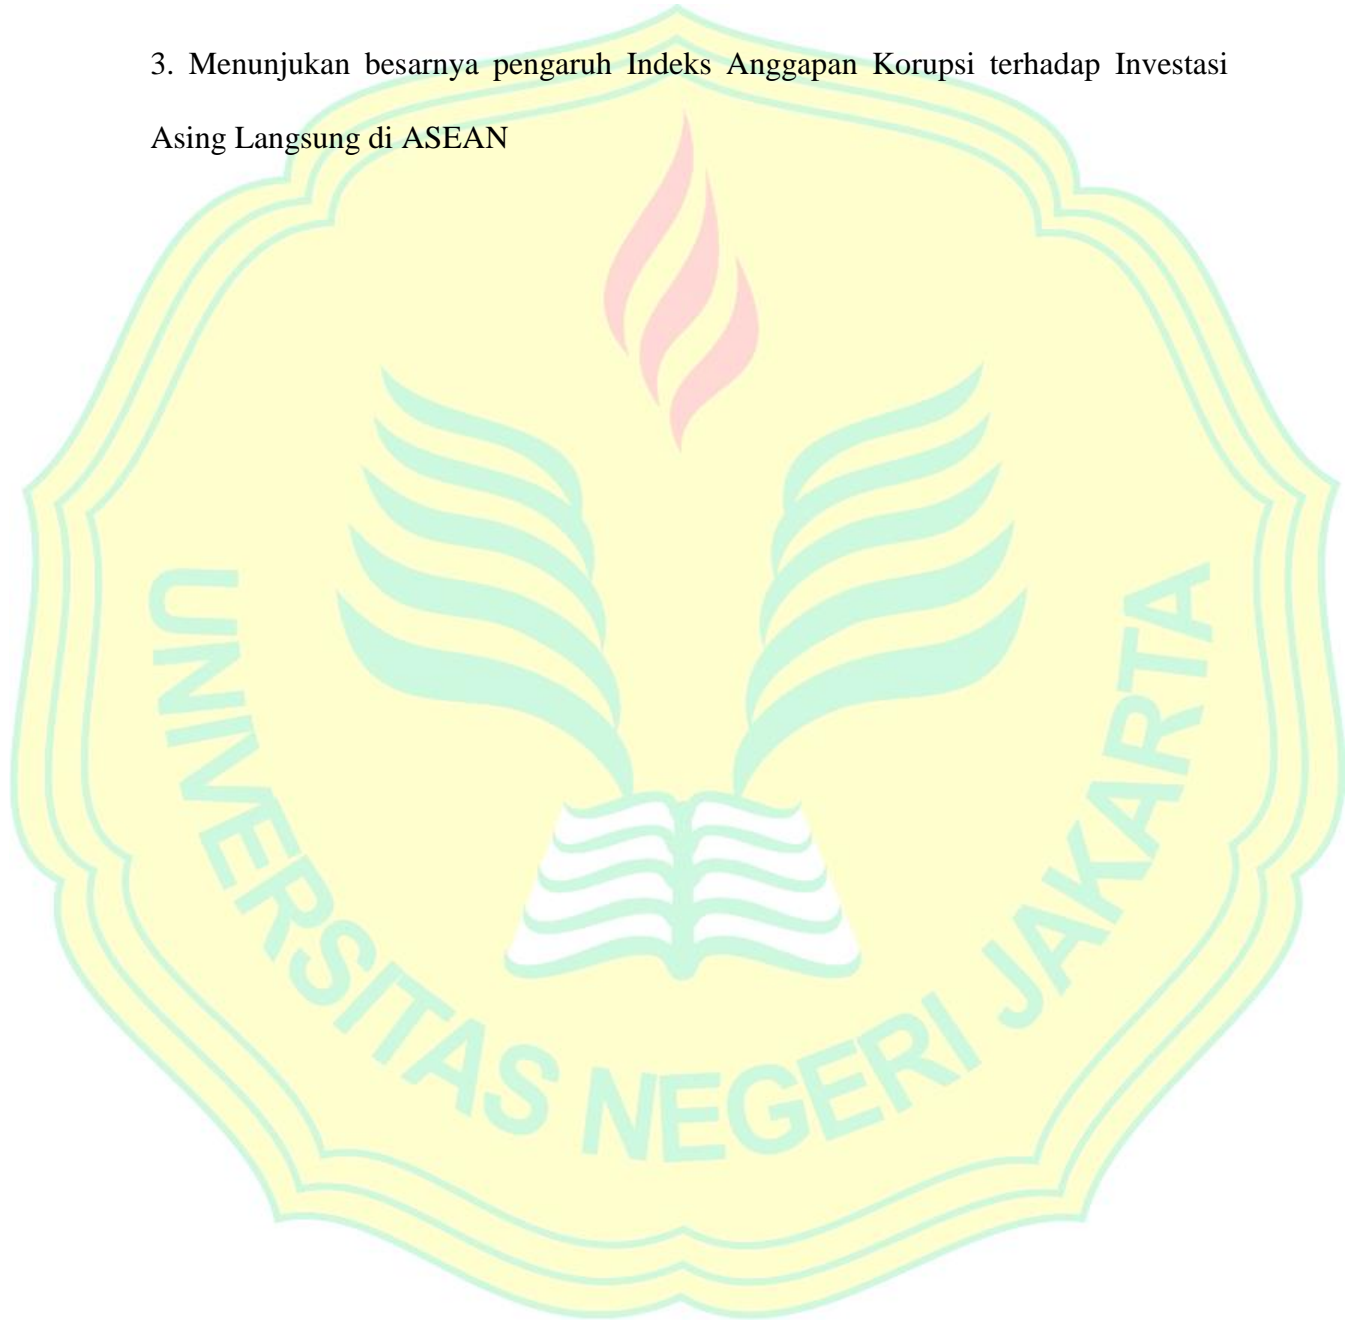 3. Menunjukan besarnya pengaruh Indeks Anggapan Korupsi terhadap Investasi
Asing Langsung di ASEAN
UNIVERSITAS NEGERI JAKARTA